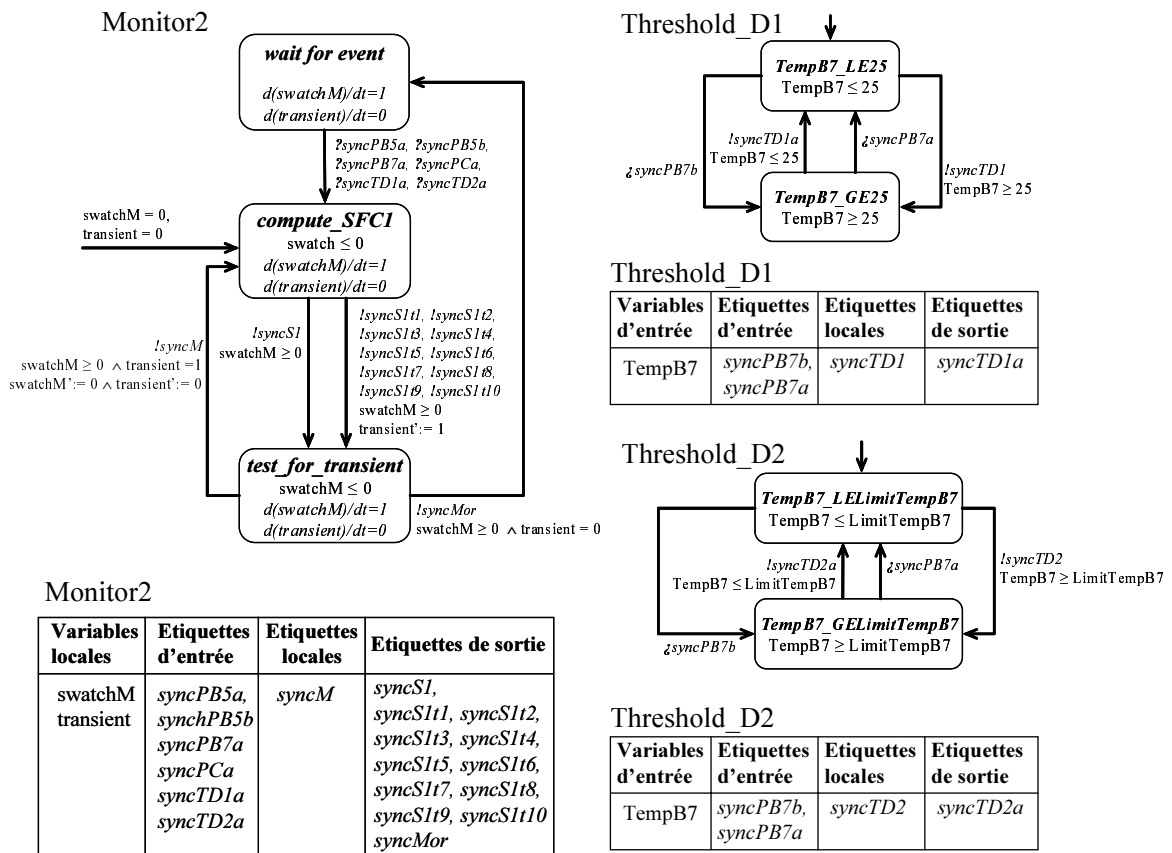 Monitor2
wait for event
d(swatchM)/dt=1
d(transient)/dt=0
?syncPB5a, ?syncPB5b,
?syncPB7a, ?syncPCa,
?syncTD1a, ?syncTD2a
swatchM = 0,
transient = 0
compute_SFC1
swatch ≤ 0
d(swatchM)/dt=1
d(transient)/dt=0
!syncM
swatchM ≥ 0 ∧ transient =1
swatchM':= 0 ∧ transient':= 0
!syncS1
swatchM ≥ 0
!syncS1t1, !syncS1t2,
!syncS1t3, !syncS1t4,
!syncS1t5, !syncS1t6,
!syncS1t7, !syncS1t8,
!syncS1t9, !syncS1t10
swatchM ≥ 0
transient':= 1
test_for_transient
swatchM ≤ 0
d(swatchM)/dt=1
d(transient)/dt=0
!syncMor
swatchM ≥ 0 ∧ transient = 0
Monitor2
Variables locales
Etiquettes d'entrée
Etiquettes locales
Etiquettes de sortie
swatchM
transient
syncPB5a,
synchPB5b
syncPB7a
syncPCa
syncTD1a
syncTD2a
syncM
syncS1,
syncS1t1, syncS1t2,
syncS1t3, syncS1t4,
syncS1t5, syncS1t6,
syncS1t7, syncS1t8,
syncS1t9, syncS1t10
syncMor
Threshold_D1
TempB7_LE25
TempB7 ≤ 25
¿syncPB7b
!syncTD1a
TempB7 ≤ 25
¿syncPB7a
!syncTD1
TempB7 ≥ 25
TempB7_GE25
TempB7 ≥ 25
Threshold_D1
Variables d'entrée
Etiquettes d'entrée
Etiquettes locales
Etiquettes de sortie
TempB7
syncPB7b,
syncPB7a
syncTD1
syncTD1a
Threshold_D2
TempB7_LELimitTempB7
TempB7 ≤ LimitTempB7
!syncTD2a
TempB7 ≤ LimitTempB7
¿syncPB7a
!syncTD2
TempB7 ≥ LimitTempB7
TempB7_GELimitTempB7
TempB7 ≥ LimitTempB7
¿syncPB7b
Threshold_D2
Variables d'entrée
Etiquettes d'entrée
Etiquettes locales
Etiquettes de sortie
TempB7
syncPB7b,
syncPB7a
syncTD2
syncTD2a